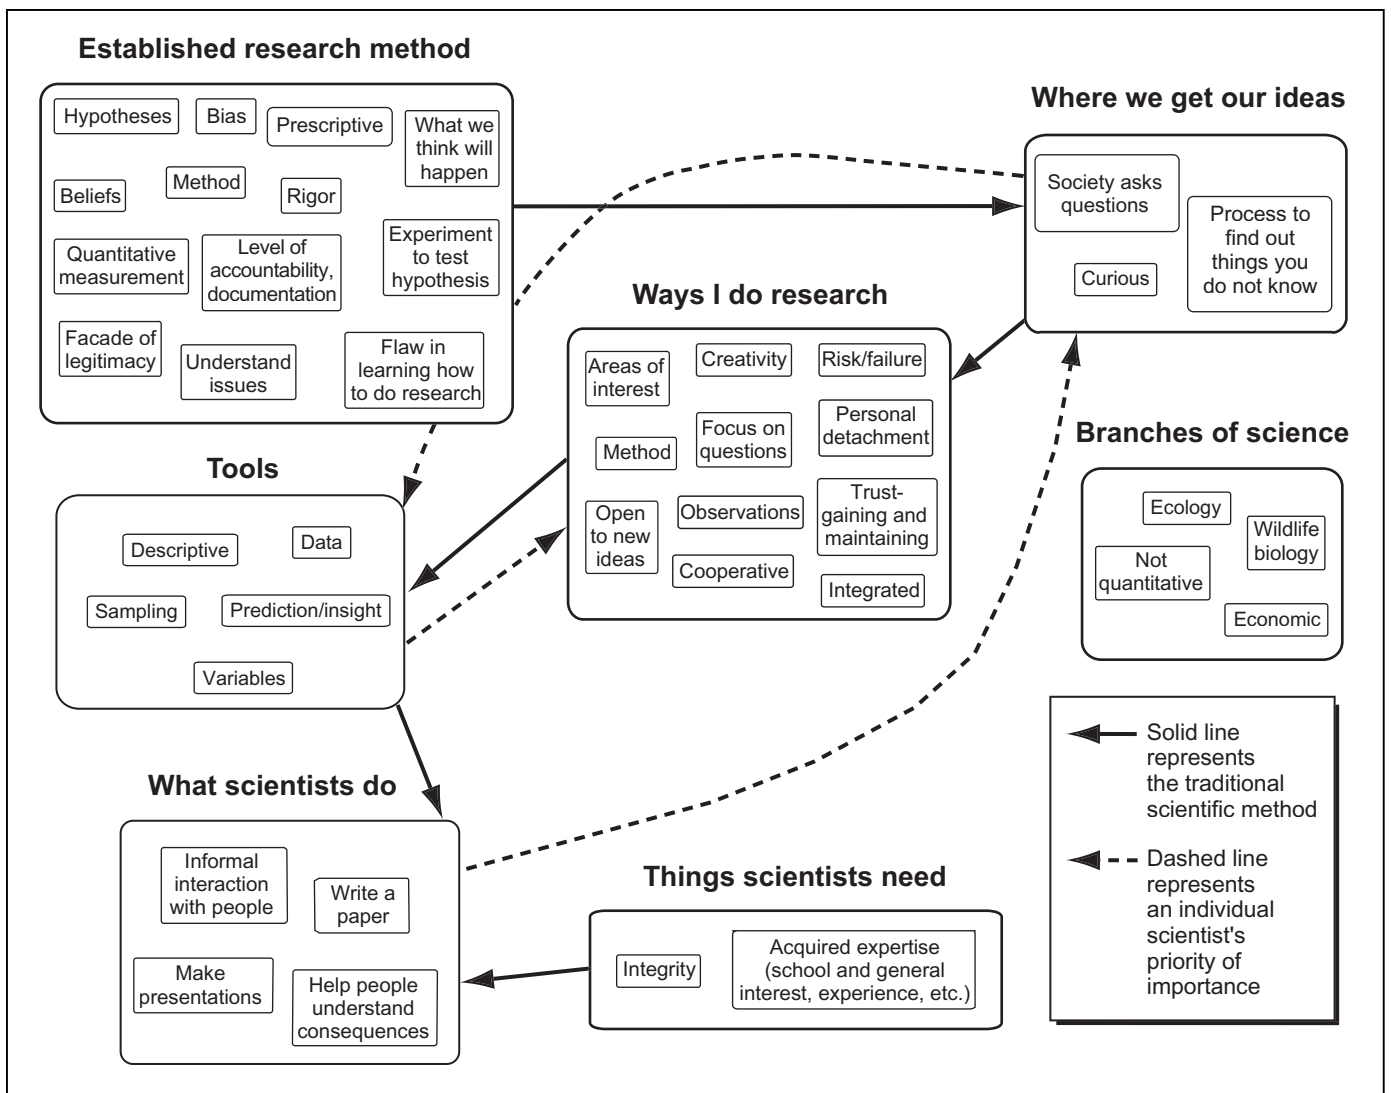 Established research method
Hypotheses
Bias
Prescriptive
What we
think will
happen
Beliefs
Method
Rigor
Quantitative
measurement
Level of
accountability,
documentation
Experiment
to test
hypothesis
Facade of
legitimacy
Understand
issues
Flaw in
learning how
to do research
Where we get our ideas
Society asks
questions
Process to
find out
things you
do not know
Curious
Ways I do research
Areas of
interest
Creativity
Risk/failure
Method
Focus on
questions
Personal
detachment
Open
to new
ideas
Observations
Trust-
gaining and
maintaining
Cooperative
Integrated
Branches of science
Ecology
Wildlife
biology
Not
quantitative
Economic
Tools
Descriptive
Data
Sampling
Prediction/insight
Variables
What scientists do
Informal
interaction
with people
Write a
paper
Make
presentations
Help people
understand
consequences
Things scientists need
Integrity
Acquired expertise
(school and general
interest, experience, etc.)
Solid line
represents
the traditional
scientific method
Dashed line
represents
an individual
scientist's
priority of
importance